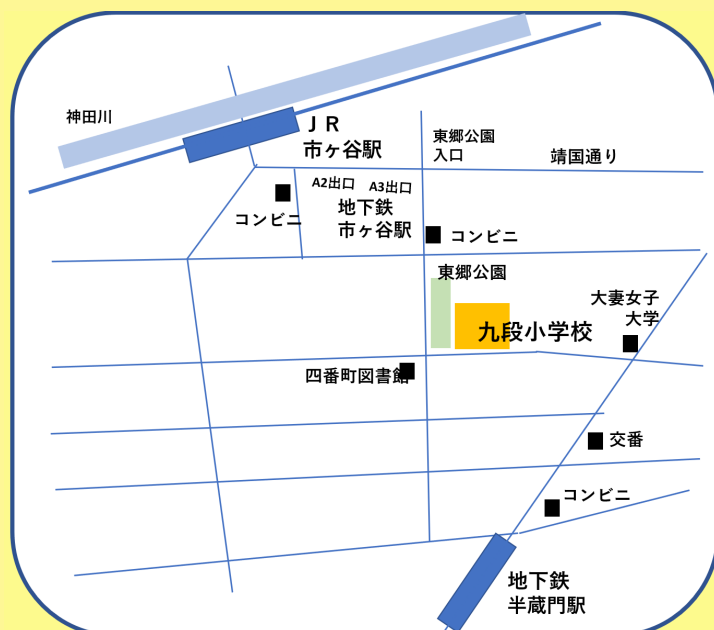 神田川
ＪＲ
市ヶ谷駅
東郷公園
入口
靖国通り
A2出口
A3出口
コンビニ
地下鉄
市ヶ谷駅
コンビニ
東郷公園
大妻女子
大学
九段小学校
四番町図書館
交番
コンビニ
地下鉄
半蔵門駅